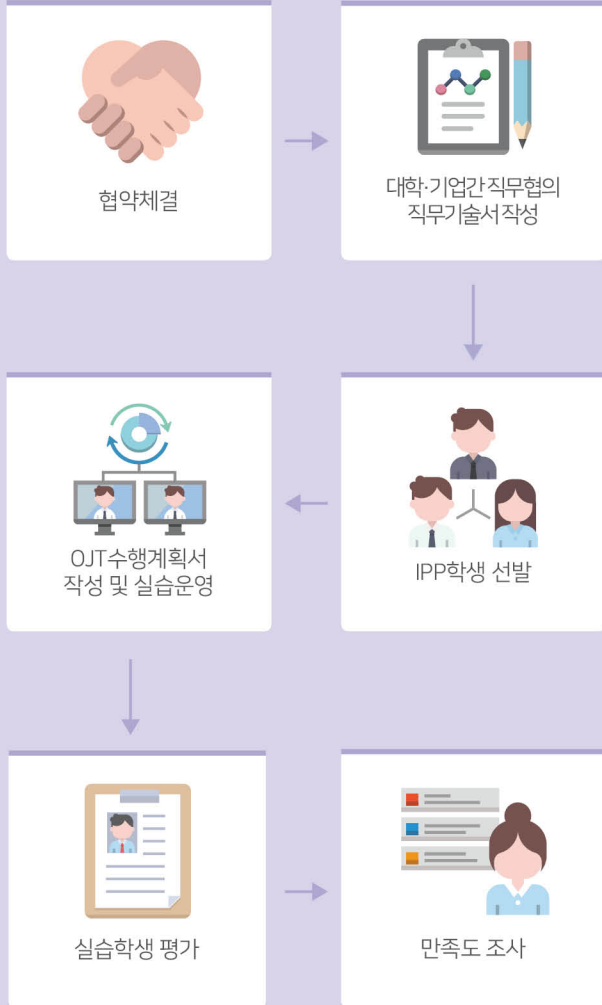 협약체결
대학·기업간 직무협의
직무기술서 작성
IPP학생 선발
OJT수행계획서
작성 및 실습운영
실습학생 평가
만족도 조사